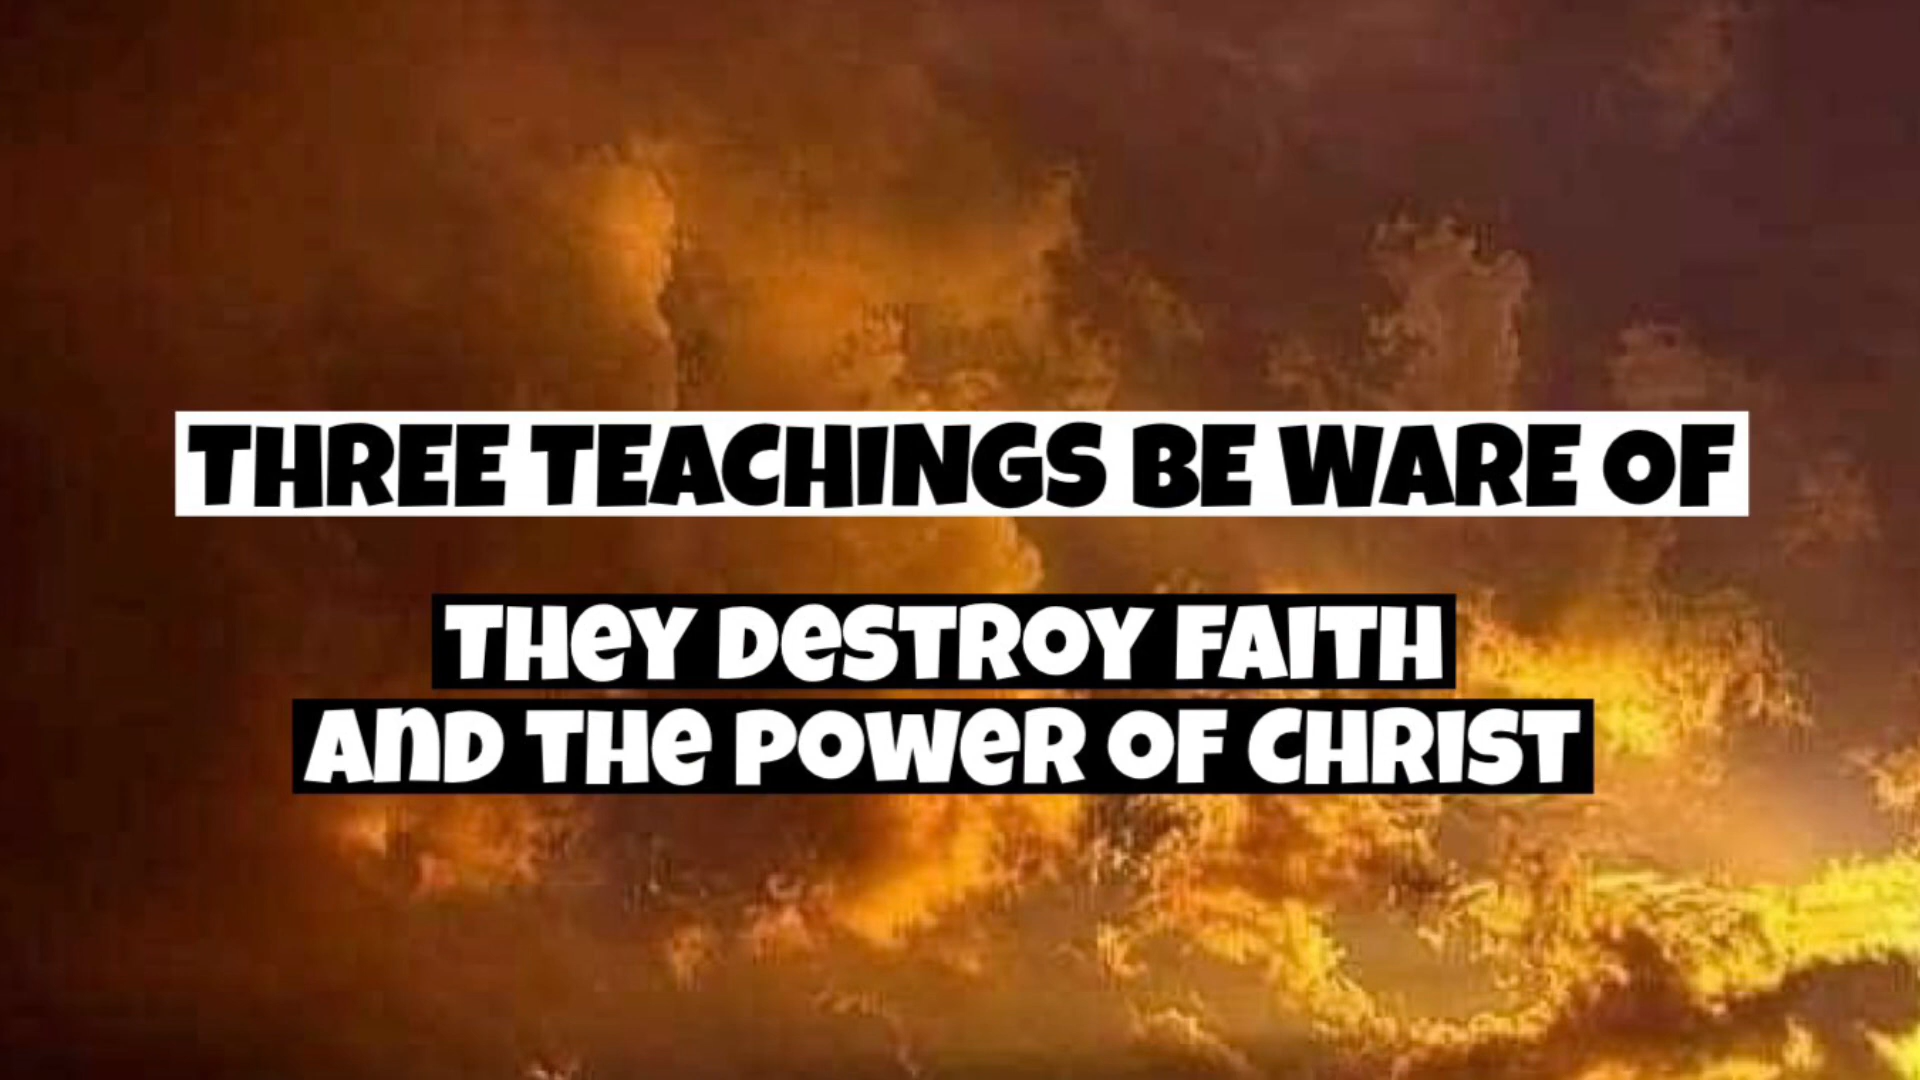 THREE TEACHINGS BE WARE OF
THey DeSTROY FAITH
AnD THe POWeR OF CHRIST